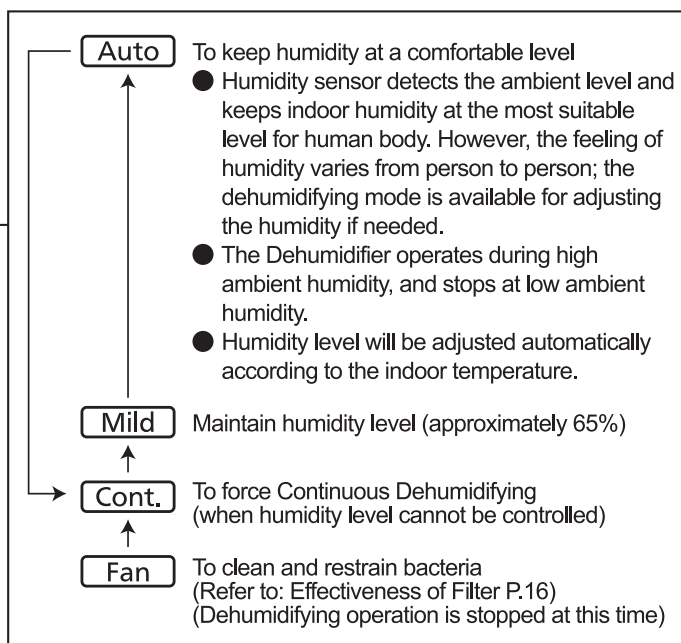 Auto To keep humidity at a comfortable level
● Humidity sensor detects the ambient level and
keeps indoor humidity at the most suitable
level for human body. However, the feeling of
humidity varies from person to person; the
dehumidifying mode is available for adjusting
the humidity if needed.
● The Dehumidifier operates during high
ambient humidity, and stops at low ambient
humidity.
● Humidity level will be adjusted automatically
according to the indoor temperature.
Mild Maintain humidity level (approximately 65%)
Cont. To force Continuous Dehumidifying
(when humidity level cannot be controlled)
Fan To clean and restrain bacteria
(Refer to: Effectiveness of Filter P.16)
(Dehumidifying operation is stopped at this time)